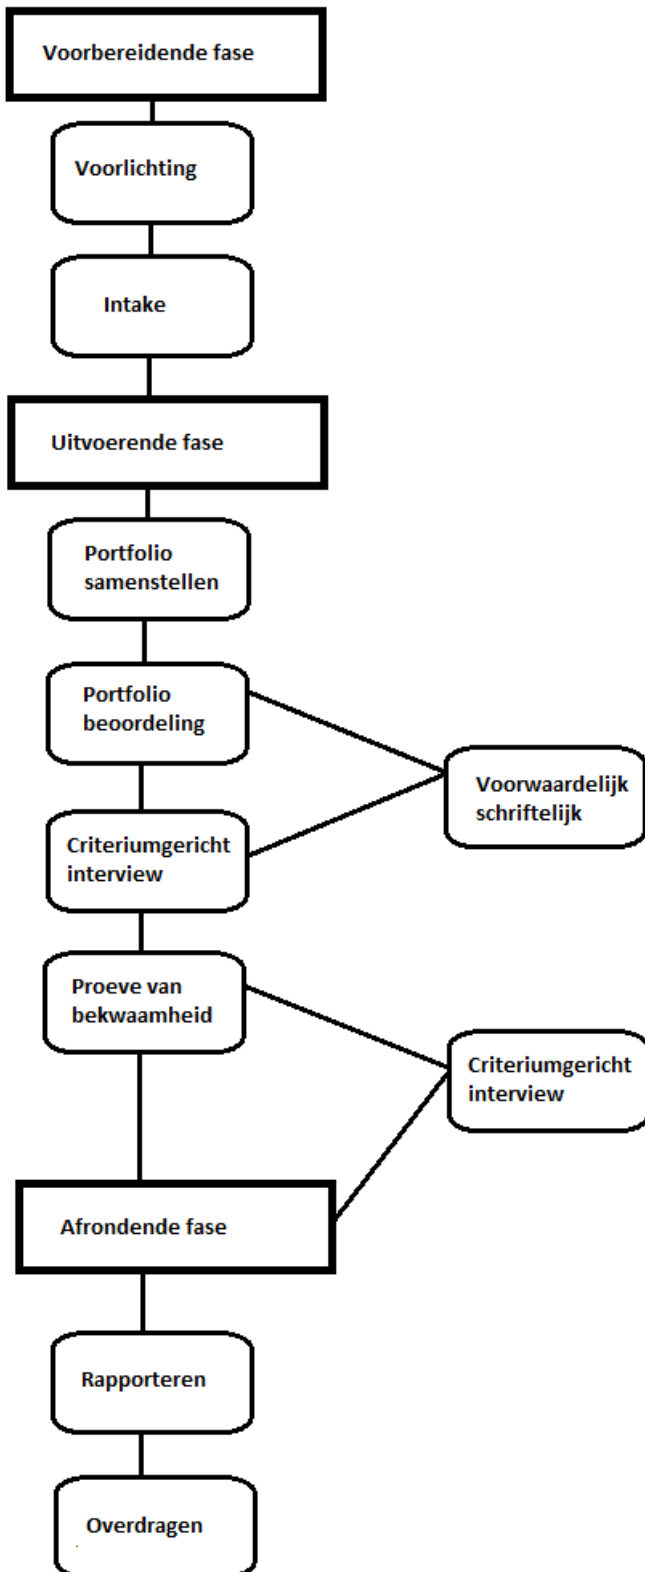 Voorbereidende fase
Voorlichting
Intake
Uitvoerende fase
Portfolio
samenstellen
Portfolio
beoordeling
Voorwaardelijk
schriftelijk
Criteriumgericht
interview
Proeve van
bekwaamheid
Criteriumgericht
interview
Afrondende fase
Rapporteren
Overdragen